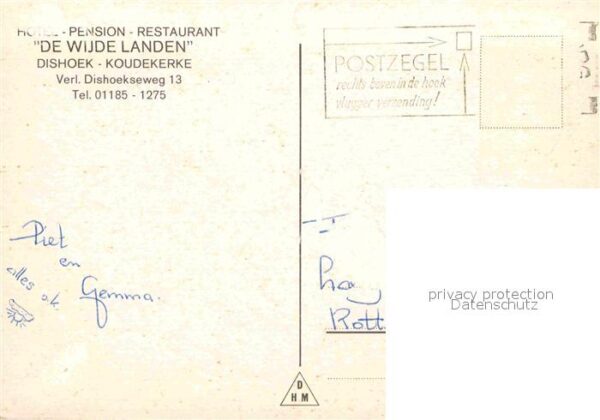 HOTEL - PENSION - RESTAURANT
"DE WIJDE LANDEN"
DISHOEK - KOUDEKERKE
Verl. Dishoekseweg 13
Tel. 01185 - 1275
POSTZEGEL
rechts boven in de hoek
vlugger verzending!
Piet
en
Gemma.
alles o.k.
Rott
privacy protection
Datenschutz
D
HM